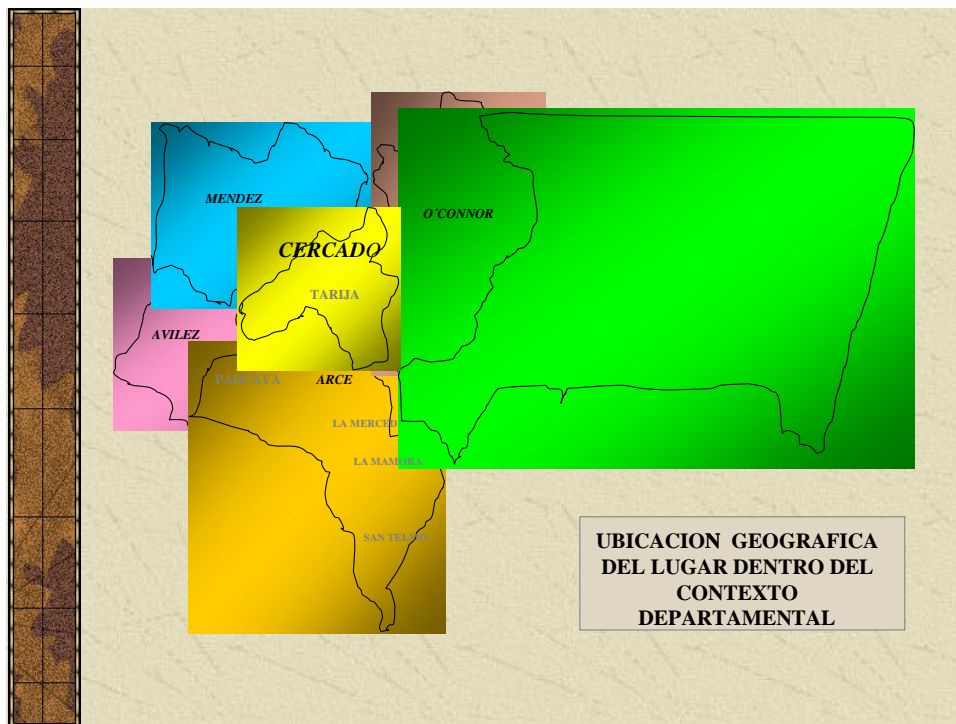 MENDEZ
O´CONNOR
CERCADO
TARIJA
AVILEZ
PADCAYA
ARCE
LA MERCED
LA MAMORA
SAN TELMO
UBICACION GEOGRAFICA
DEL LUGAR DENTRO DEL
CONTEXTO
DEPARTAMENTAL